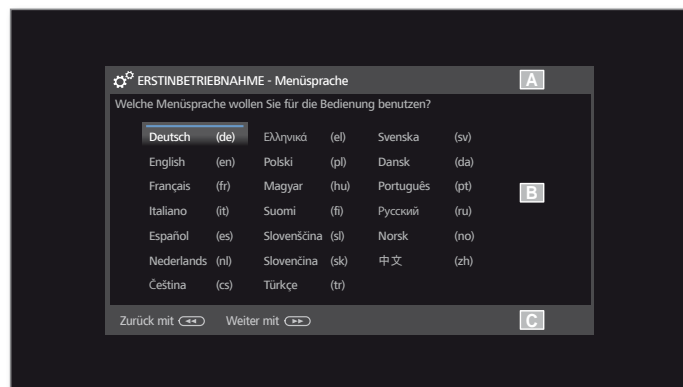 ERSTINBETRIEBNAHME - Menüsprache A
Welche Menüsprache wollen Sie für die Bedienung benutzen?
Deutsch (de) Ελληνικά (el) Svenska (sv)
English (en) Polski (pl) Dansk (da)
Français (fr) Magyar (hu) Português (pt)
B
Italiano (it) Suomi (fi) Русский (ru)
Español (es) Slovenščina (sl) Norsk (no)
Nederlands (nl) Slovenčina (sk) 中文 (zh)
Čeština (cs) Türkçe (tr)
Zurück mit Weiter mit C